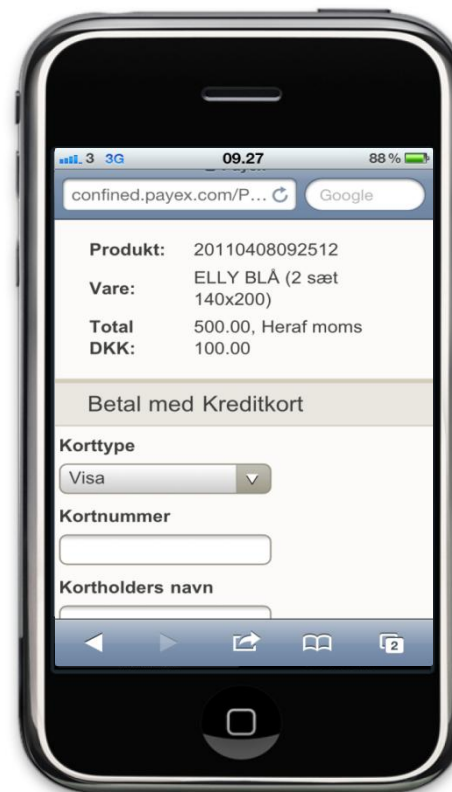 3 3G 09.27 88 %
confined.payex.com/P... Google
Produkt: 20110408092512
Vare: ELLY BLÅ (2 sæt
140x200)
Total 500.00, Heraf moms
DKK: 100.00
Betal med Kreditkort
Korttype
Visa
Kortnummer
Kortholders navn
2